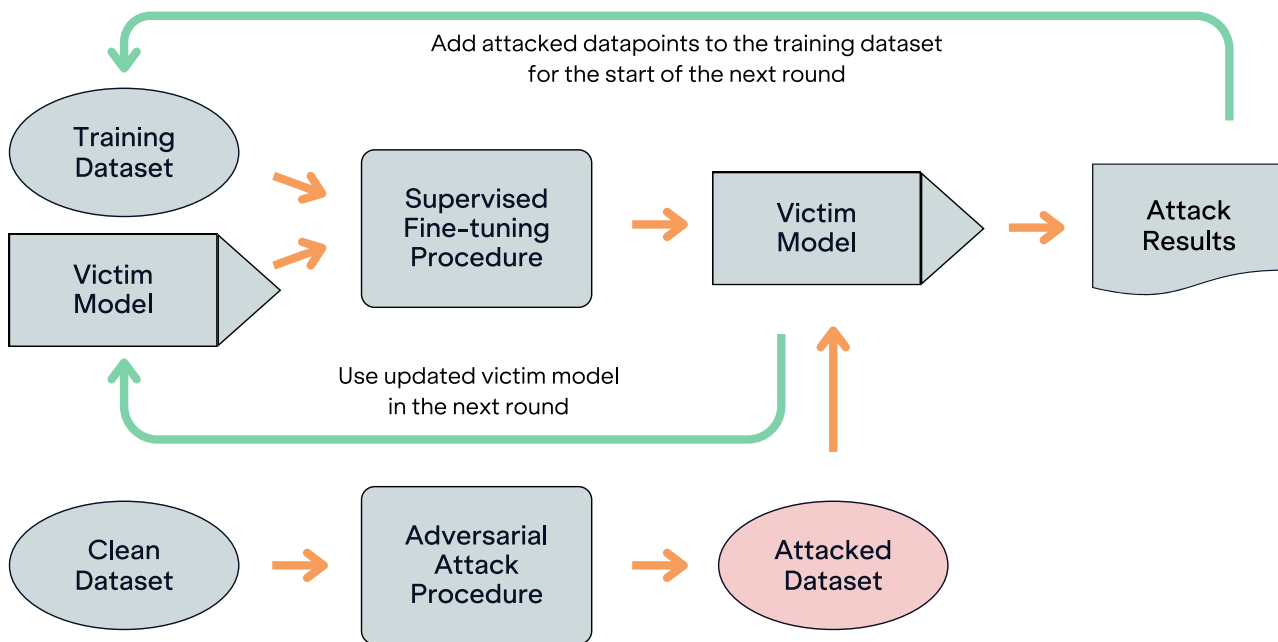 Add attacked datapoints to the training dataset
for the start of the next round
Training
Dataset
Supervised
Fine-tuning
Procedure
Victim
Model
Attack
Results
Victim
Model
Use updated victim model
in the next round
Clean
Dataset
Adversarial
Attack
Procedure
Attacked
Dataset